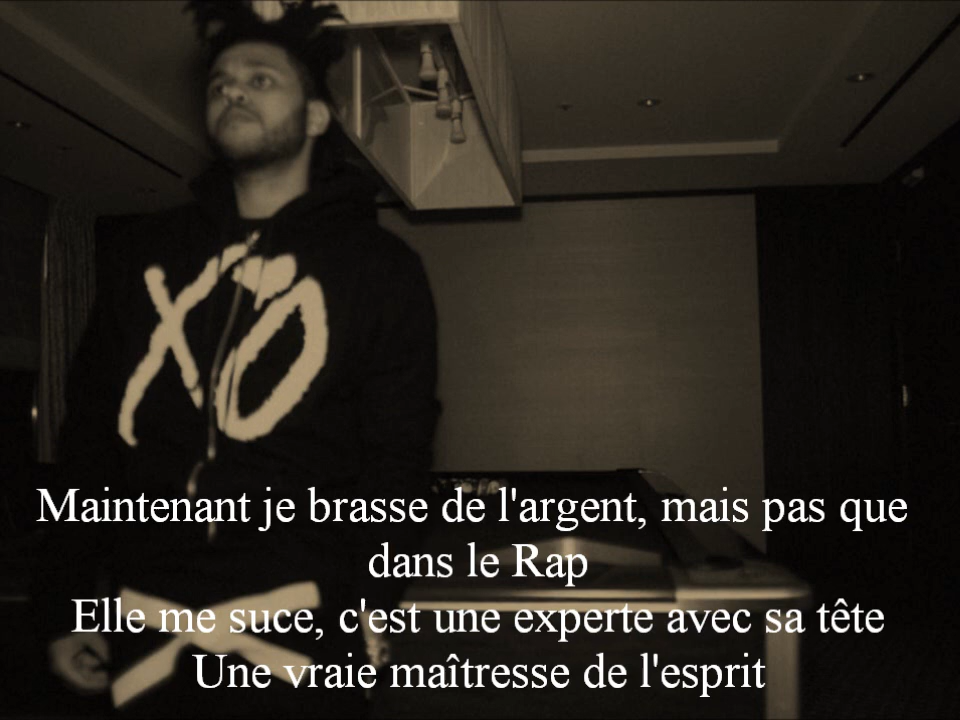 XO
Maintenant je brasse de l'argent, mais pas que
dans le Rap
Elle me suce, c'est une experte avec sa tête
Une vraie maîtresse de l'esprit